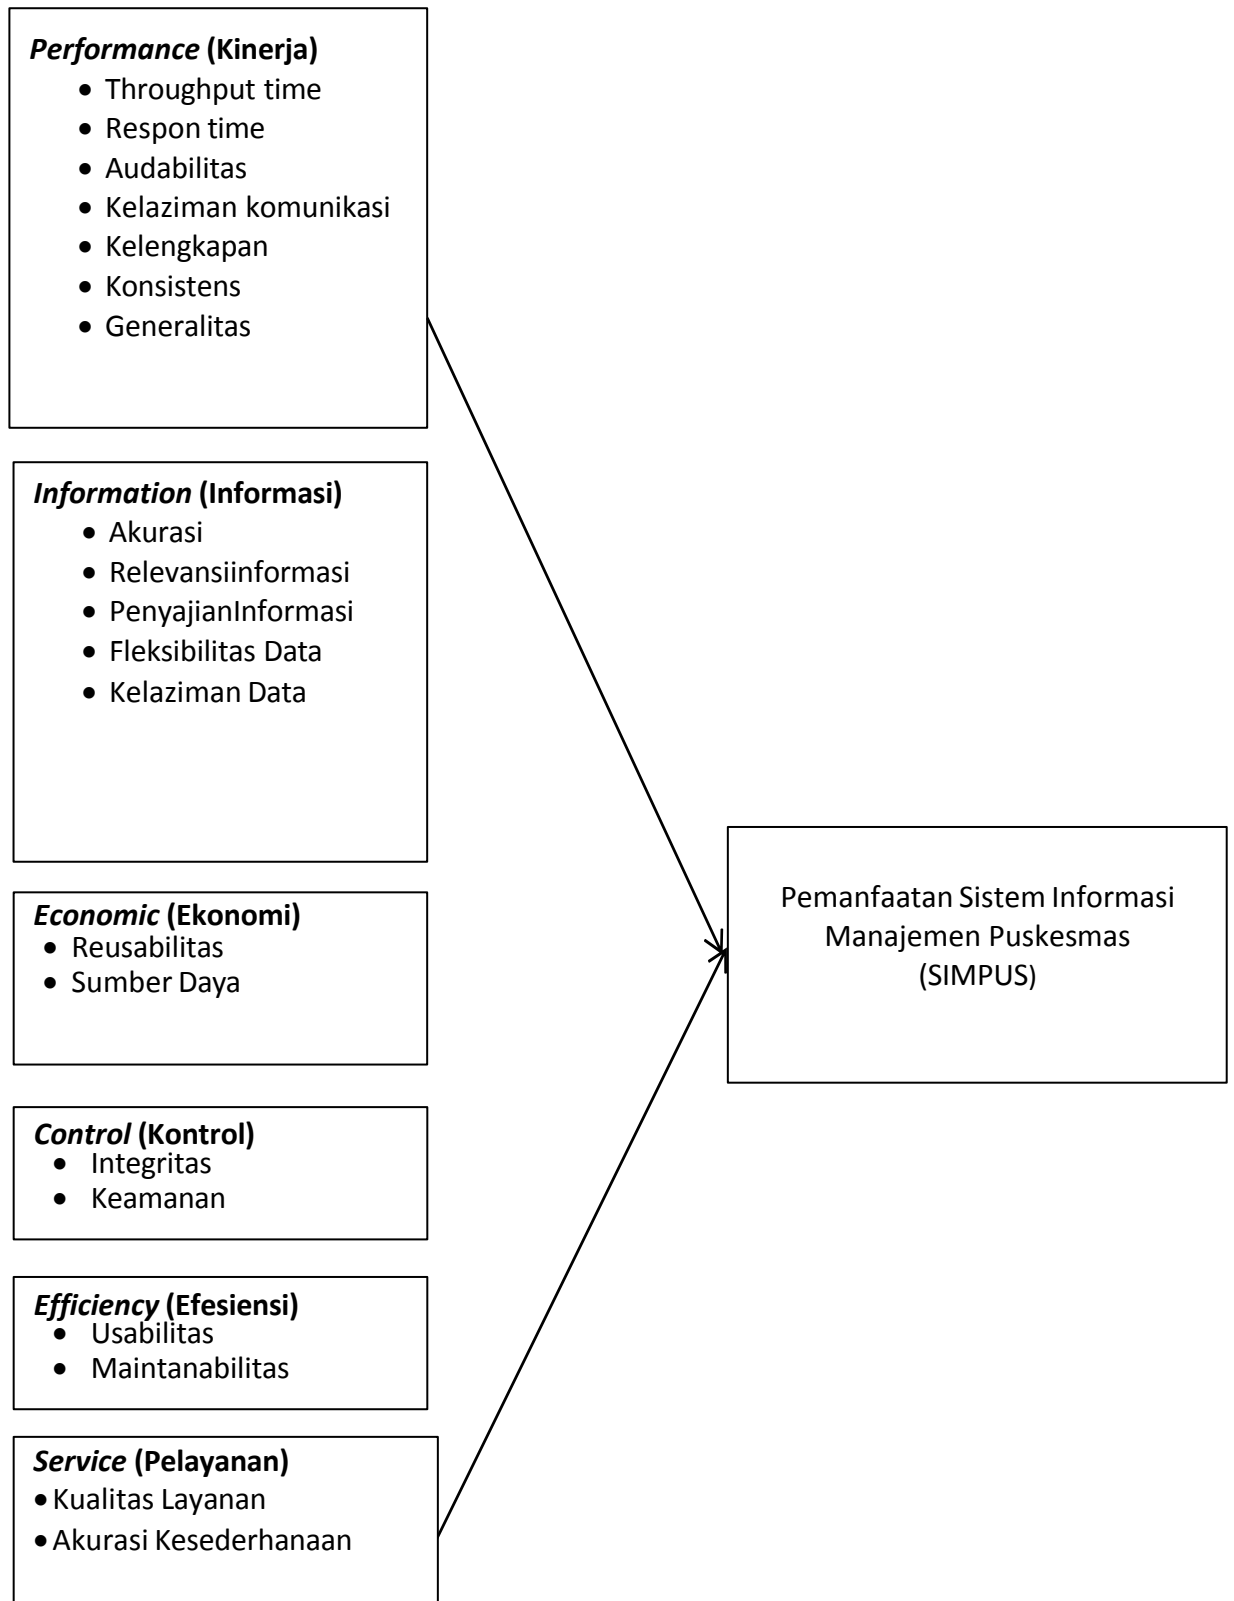 Performance (Kinerja)
• Throughput time
• Respon time
• Audabilitas
• Kelaziman komunikasi
• Kelengkapan
• Konsistens
• Generalitas
Information (Informasi)
• Akurasi
• Relevansiinformasi
• PenyajianInformasi
• Fleksibilitas Data
• Kelaziman Data
Economic (Ekonomi)
• Reusabilitas
• Sumber Daya
Control (Kontrol)
• Integritas
• Keamanan
Efficiency (Efesiensi)
• Usabilitas
• Maintanabilitas
Service (Pelayanan)
• Kualitas Layanan
• Akurasi Kesederhanaan
Pemanfaatan Sistem Informasi
Manajemen Puskesmas
(SIMPUS)